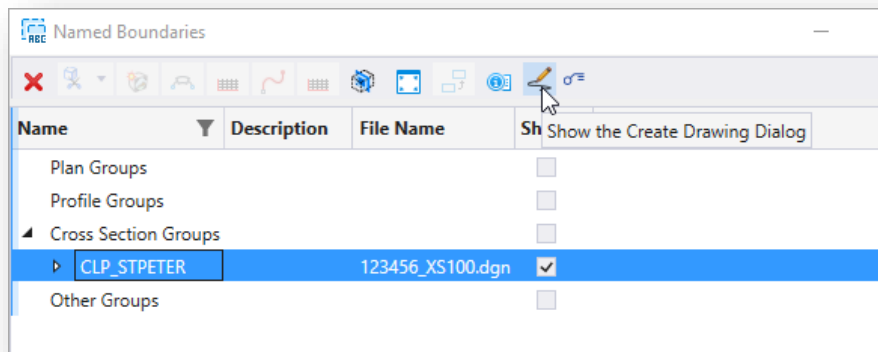 ABC Named Boundaries
Name Description File Name Sh
Show the Create Drawing Dialog
Plan Groups
Profile Groups
Cross Section Groups
CLP_STPETER 123456_XS100.dgn
Other Groups